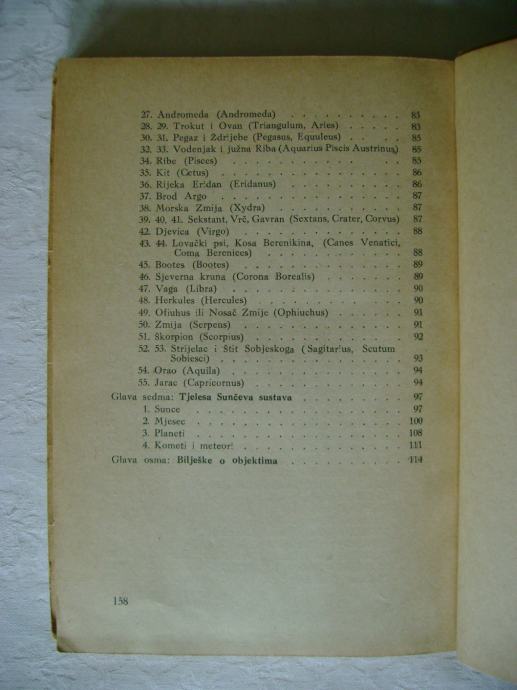 27. Andromeda (Andromeda) . . . . . . . . . 83
28. 29. Trokut i Ovan (Triangulum, Aries) . . . . . . 83
30. 31. Pegaz i Ždrijebe (Pegasus, Equuleus) . . . . 85
32. 33. Vodenjak i južna Riba (Aquarius Piscis Austrinus) 85
34. Ribe (Pisces) . . . . . . . . . . . . 85
35. Kit (Cetus) . . . . . . . . . . . . 86
36. Rijeka Eridan (Eridanus) . . . . . . . . . 86
37. Brod Argo . . . . . . . . . . . . 87
38. Morska Zmija (Xydra) . . . . . . . . . . 87
39. 40, 41. Sekstant, Vrč, Gavran (Sextans, Crater, Corvus) 87
42. Djevica (Virgo) . . . . . . . . . . . 88
43. 44. Lovački psi, Kosa Berenikina, (Canes Venatici,
Coma Berenices) . . . . . . . . . . 88
45. Bootes (Bootes) . . . . . . . . . . . 89
46. Sjeverna kruna (Corona Borealis) . . . . . . . 89
47. Vaga (Libra) . . . . . . . . . . . . 90
48. Herkules (Hercules) . . . . . . . . . . 90
49. Ofiuhus ili Nosač Zmije (Ophiuchus) . . . . . . 91
50. Zmija (Serpens) . . . . . . . . . . . 91
51. Škorpion (Scorpius) . . . . . . . . . . 92
52. 53. Strijelac i Štit Sobjeskoga (Sagitarius, Scutum
Sobiesci) . . . . . . . . . . . . 93
54. Orao (Aquila) . . . . . . . . . . . 94
55. Jarac (Capricornus) . . . . . . . . . . 94
Glava sedma: Tjelesa Sunčeva sustava . . . . . . . . 97
1. Sunce . . . . . . . . . . . . . 97
2. Mjesec . . . . . . . . . . . . . 100
3. Planeti . . . . . . . . . . . . . 108
4. Kometi i meteori . . . . . . . . . . . 111
Glava osma: Bilješke o objektima . . . . . . . . . 114
158